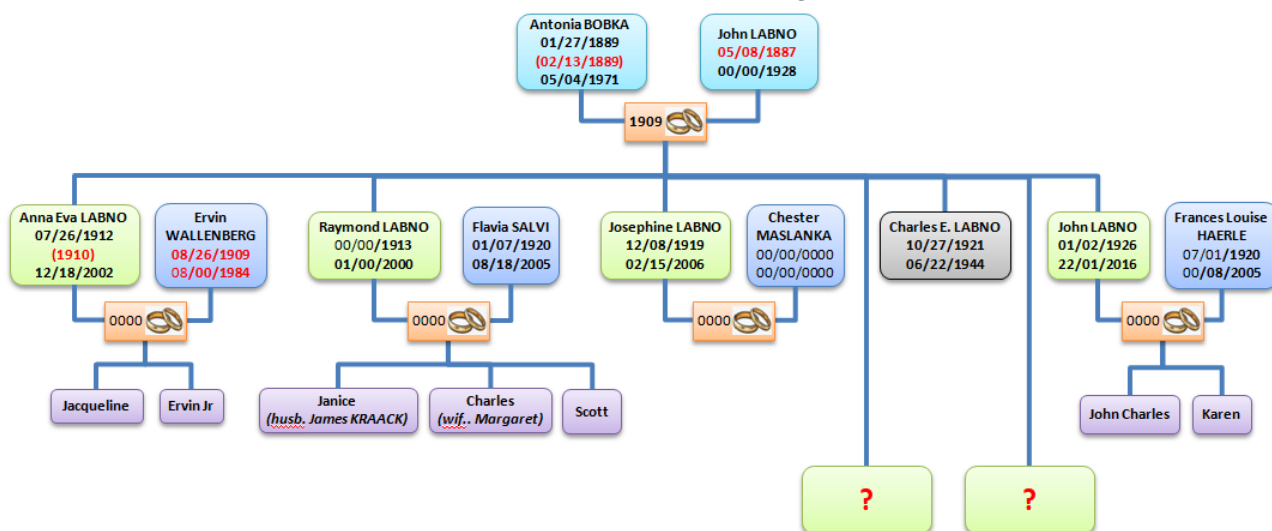 Antonia BOBKA
01/27/1889
(02/13/1889)
05/04/1971
John LABNO
05/08/1887
00/00/1928
1909
Anna Eva LABNO
07/26/1912
(1910)
12/18/2002
Ervin
WALLENBERG
08/26/1909
08/00/1984
Raymond LABNO
00/00/1913
01/00/2000
Flavia SALVI
01/07/1920
08/18/2005
Josephine LABNO
12/08/1919
02/15/2006
Chester
MASLANKA
00/00/0000
00/00/0000
Charles E. LABNO
10/27/1921
06/22/1944
John LABNO
01/02/1926
22/01/2016
Frances Louise
HAERLE
07/01/1920
00/08/2005
0000
0000
0000
0000
Jacqueline
Ervin Jr
Janice
(husb. James KRAACK)
Charles
(wif.. Margaret)
Scott
John Charles
Karen
?
?